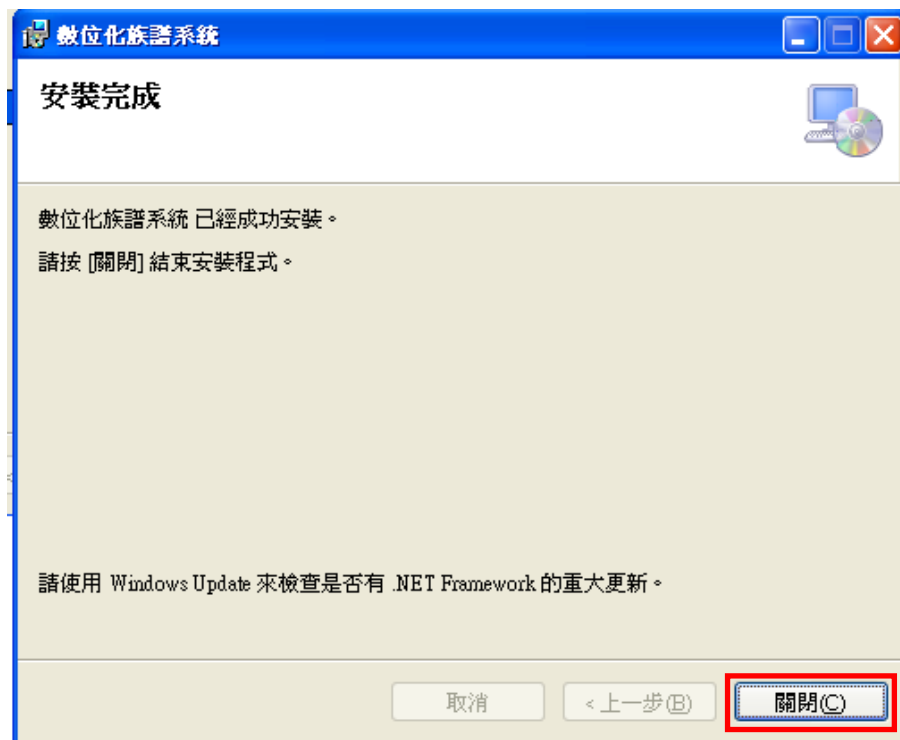 數位化族譜系統
安裝完成
數位化族譜系統 已經成功安裝。
請按 [關閉] 結束安裝程式。
請使用 Windows Update 來檢查是否有 .NET Framework 的重大更新。
取消
< 上一步(B)
關閉(C)